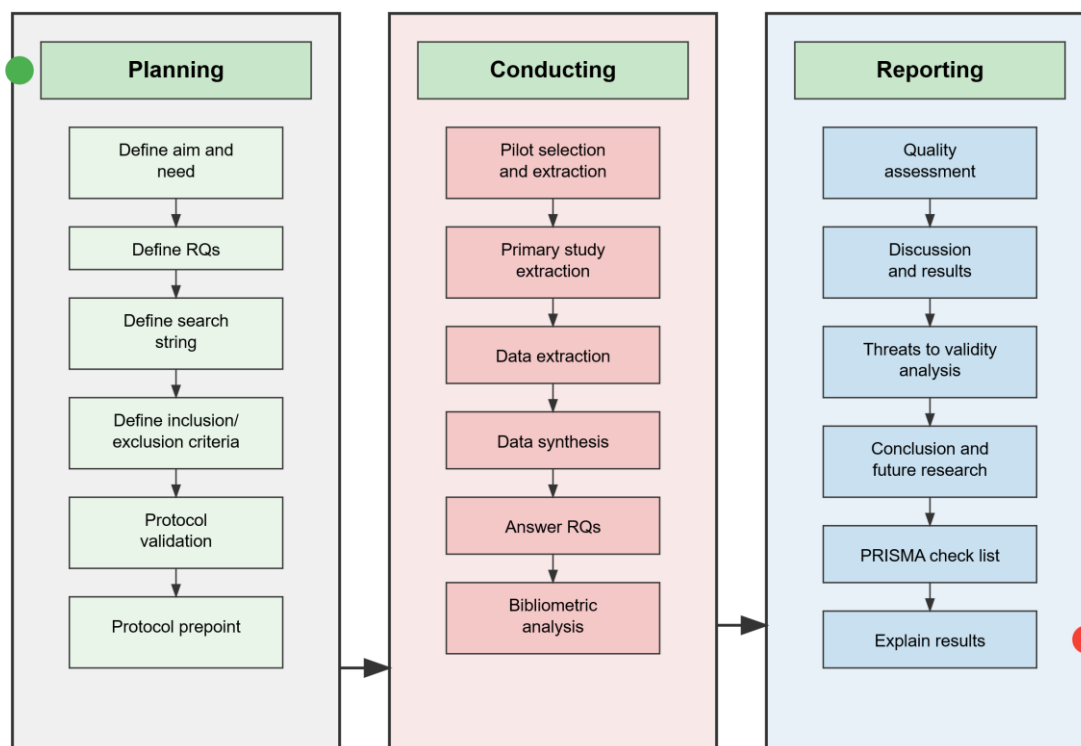 Planning
Define aim and
need
Define RQs
Define search
string
Define inclusion/
exclusion criteria
Protocol
validation
Protocol prepoint
Conducting
Pilot selection
and extraction
Primary study
extraction
Data extraction
Data synthesis
Answer RQs
Bibliometric
analysis
Reporting
Quality
assessment
Discussion
and results
Threats to validity
analysis
Conclusion and
future research
PRISMA check list
Explain results